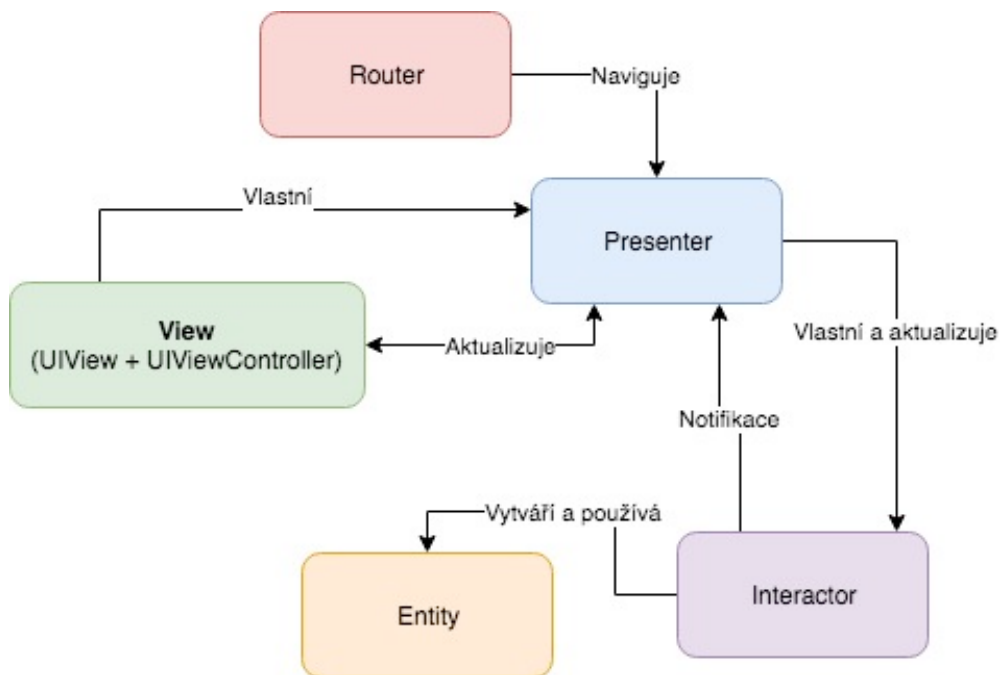 Router
Naviguje
Vlastní
Presenter
View
(UIView + UIViewController)
Aktualizuje
Vlastní a aktualizuje
Notifikace
Vytváří a používá
Entity
Interactor